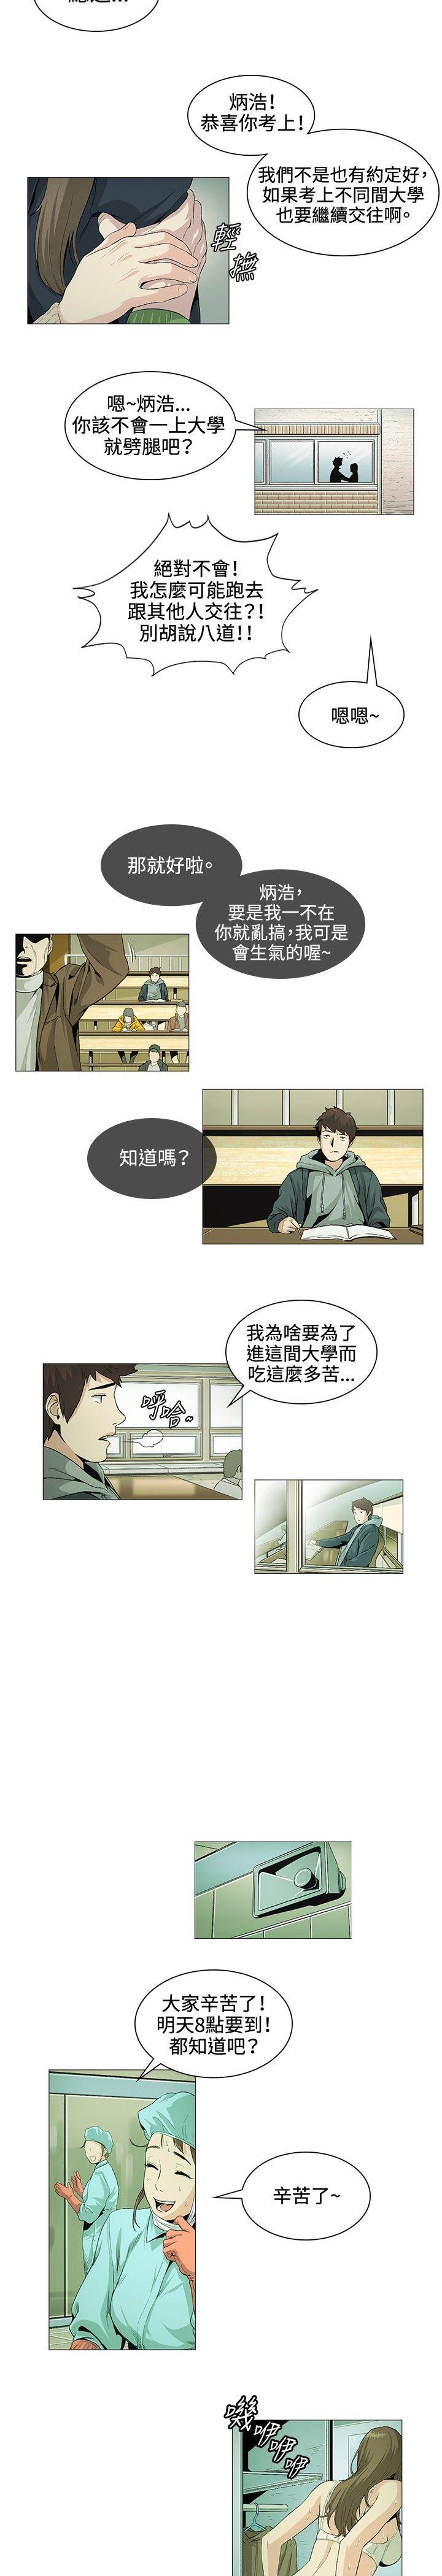 炳浩！
恭喜你考上！
我們不是也有約定好，
如果考上不同間大學
也要繼續交往啊。
輕
撫
嗯~炳浩...
你該不會一上大學
就劈腿吧？
絕對不會！
我怎麼可能跑去
跟其他人交往？！
別胡說八道！！
嗯嗯~
那就好啦。
炳浩，
要是我一不在
你就亂搞，我可是
會生氣的喔~
知道嗎？
我為啥要為了
進這間大學而
吃這麼多苦...
呼
哈~
大家辛苦了！
明天8點要到！
都知道吧？
辛苦了~
嘰
咿
咿
咿